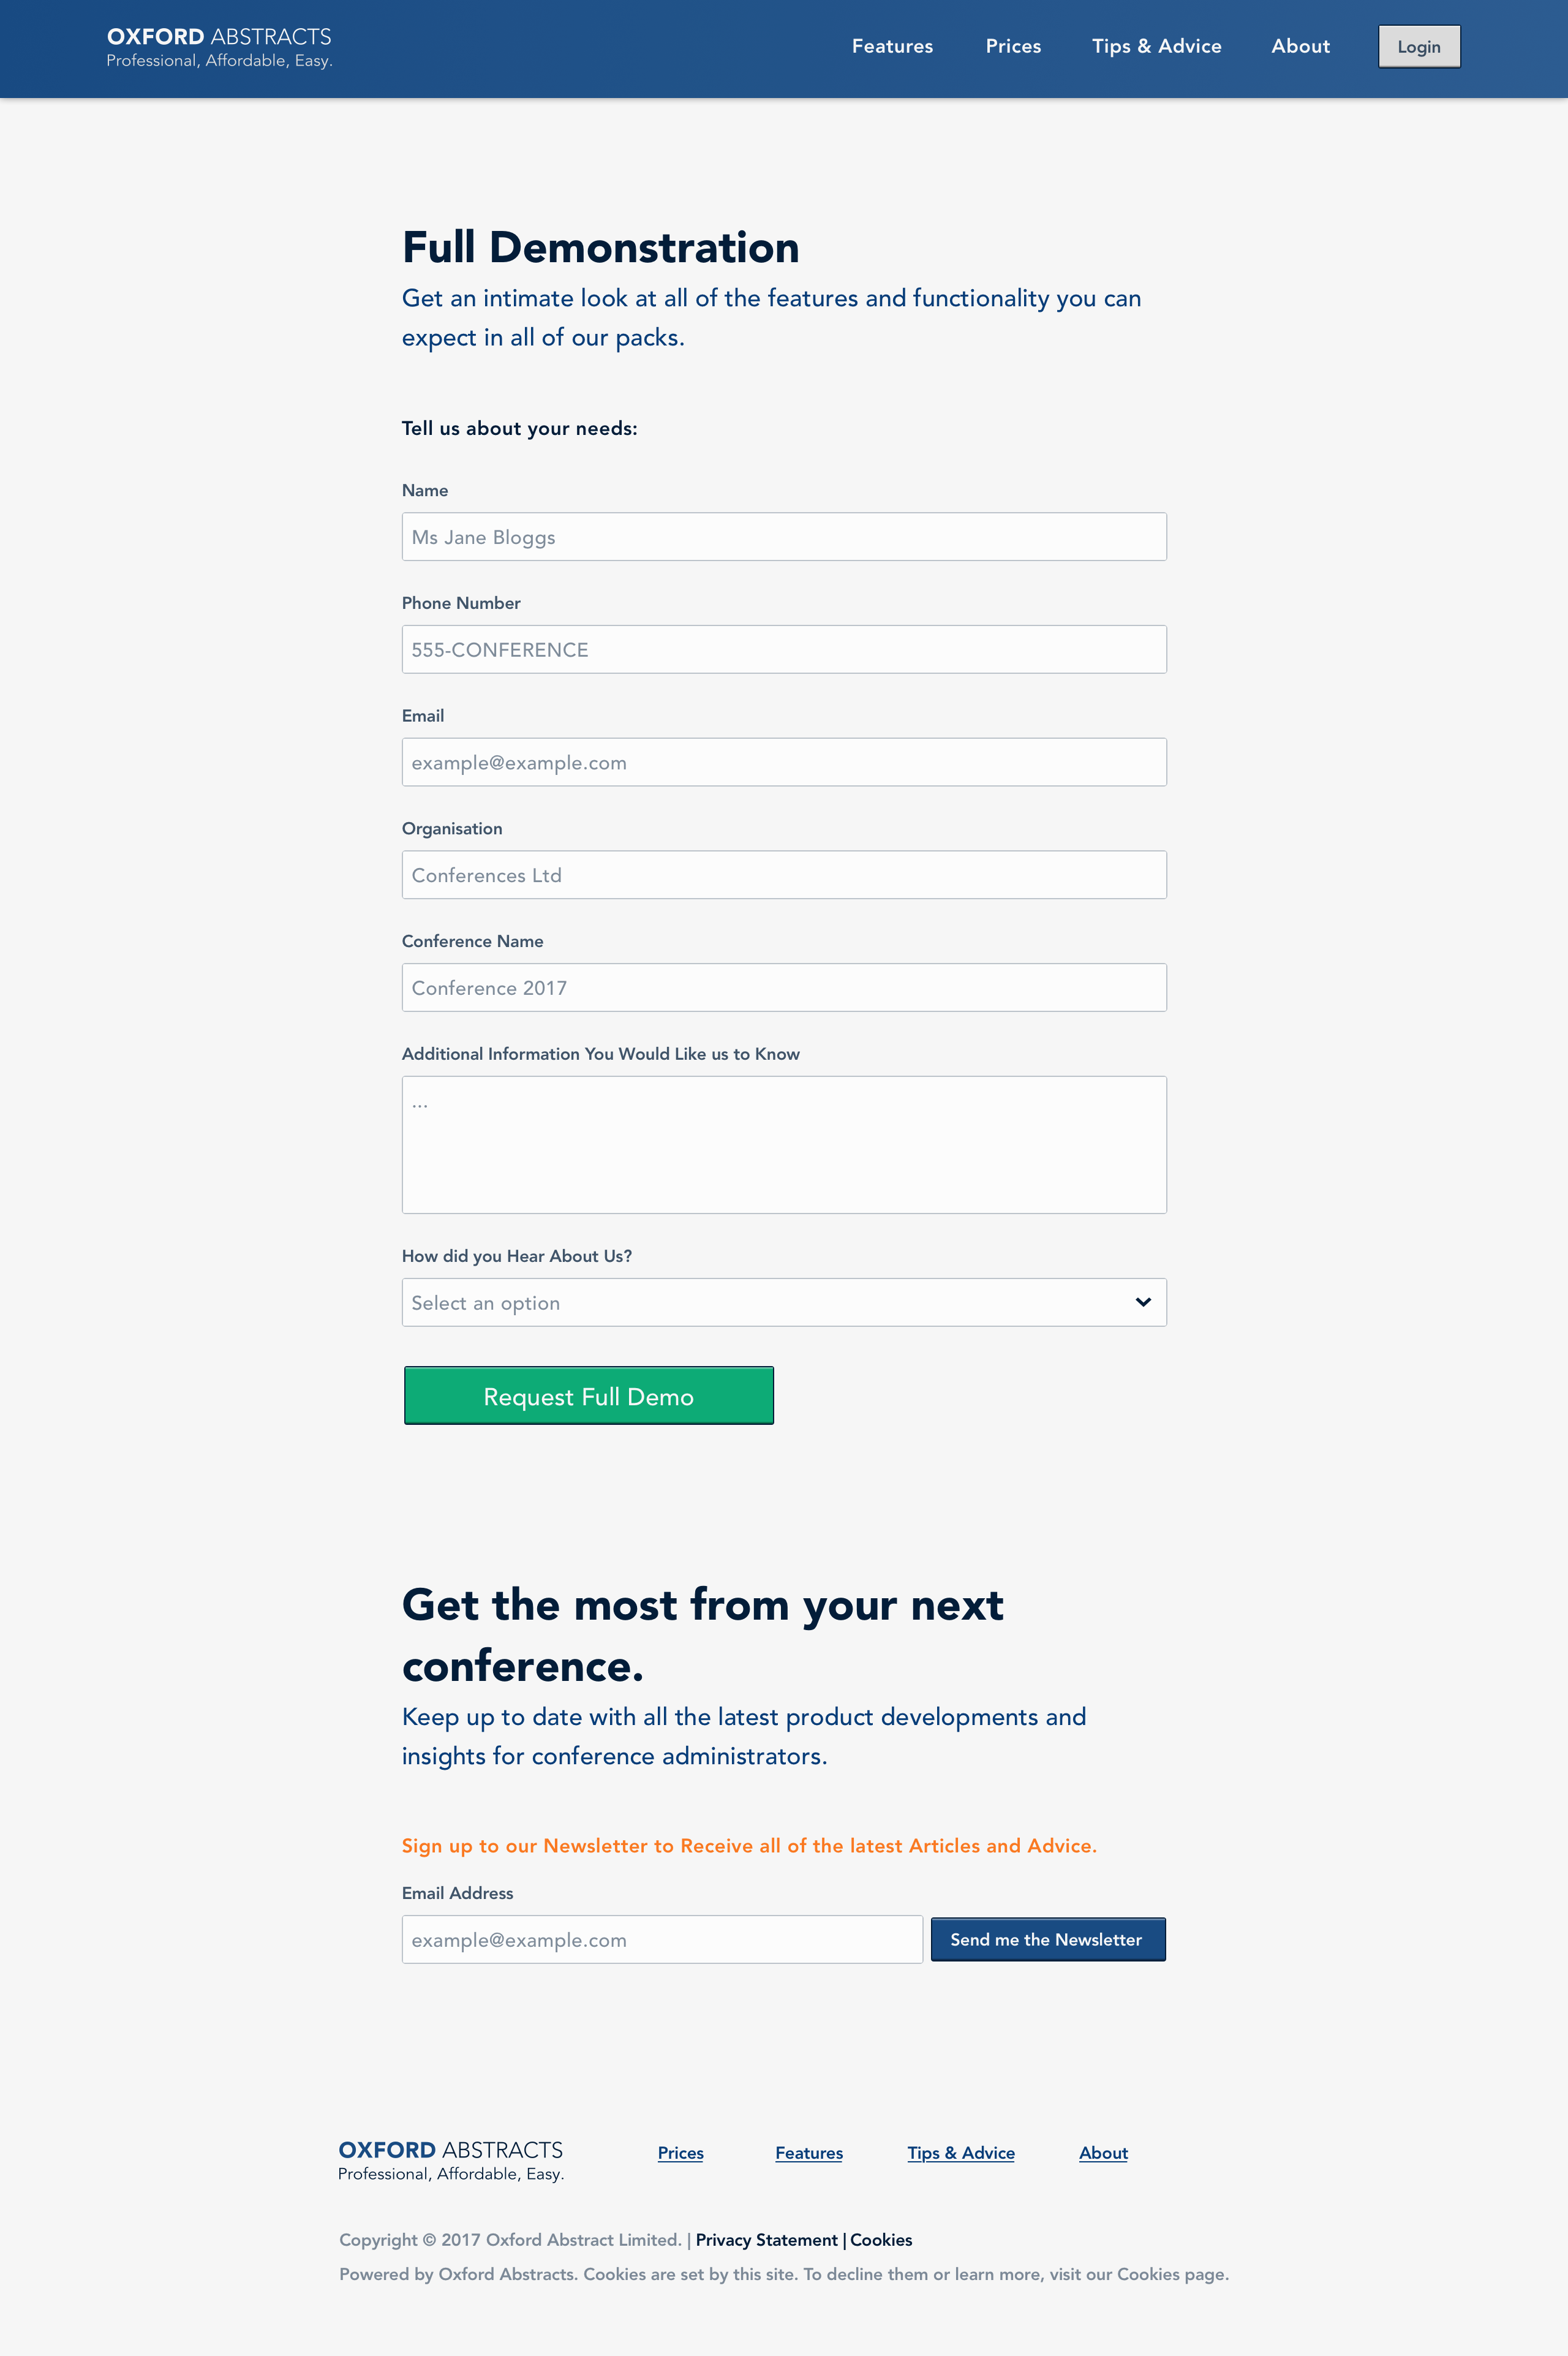 OXFORD ABSTRACTS
Professional, Affordable, Easy.
Features Prices Tips & Advice About Login
Full Demonstration
Get an intimate look at all of the features and functionality you can
expect in all of our packs.
Tell us about your needs:
Name
Ms Jane Bloggs
Phone Number
555-CONFERENCE
Email
example@example.com
Organisation
Conferences Ltd
Conference Name
Conference 2017
Additional Information You Would Like us to Know
...
How did you Hear About Us?
Select an option
Request Full Demo
Get the most from your next
conference.
Keep up to date with all the latest product developments and
insights for conference administrators.
Sign up to our Newsletter to Receive all of the latest Articles and Advice.
Email Address
example@example.com Send me the Newsletter
OXFORD ABSTRACTS
Professional, Affordable, Easy.
Prices Features Tips & Advice About
Copyright © 2017 Oxford Abstract Limited. | Privacy Statement | Cookies
Powered by Oxford Abstracts. Cookies are set by this site. To decline them or learn more, visit our Cookies page.